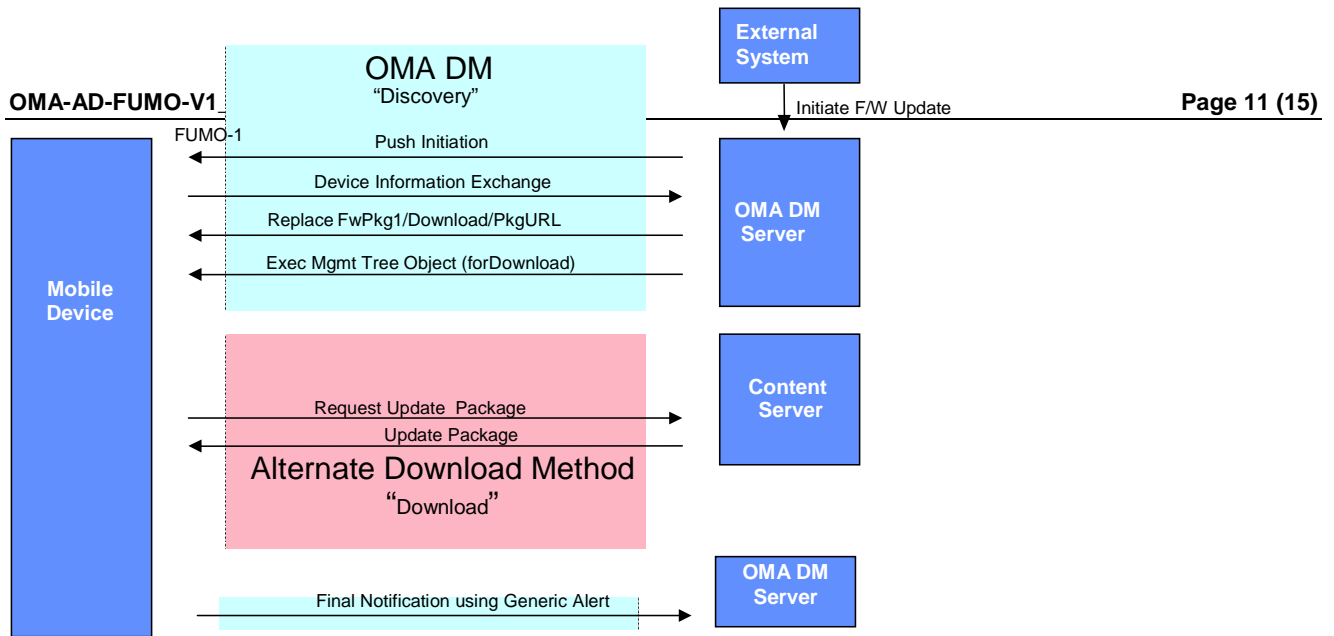 External
System
OMA DM
“Discovery”
OMA-AD-FUMO-V1_
Initiate F/W Update
Page 11 (15)
FUMO-1
Push Initiation
Device Information Exchange
OMA DM
Server
Replace FwPkg1/Download/PkgURL
Exec Mgmt Tree Object (forDownload)
Mobile
Device
Content
Server
Request Update Package
Update Package
Alternate Download Method
“Download”
OMA DM
Server
Final Notification using Generic Alert